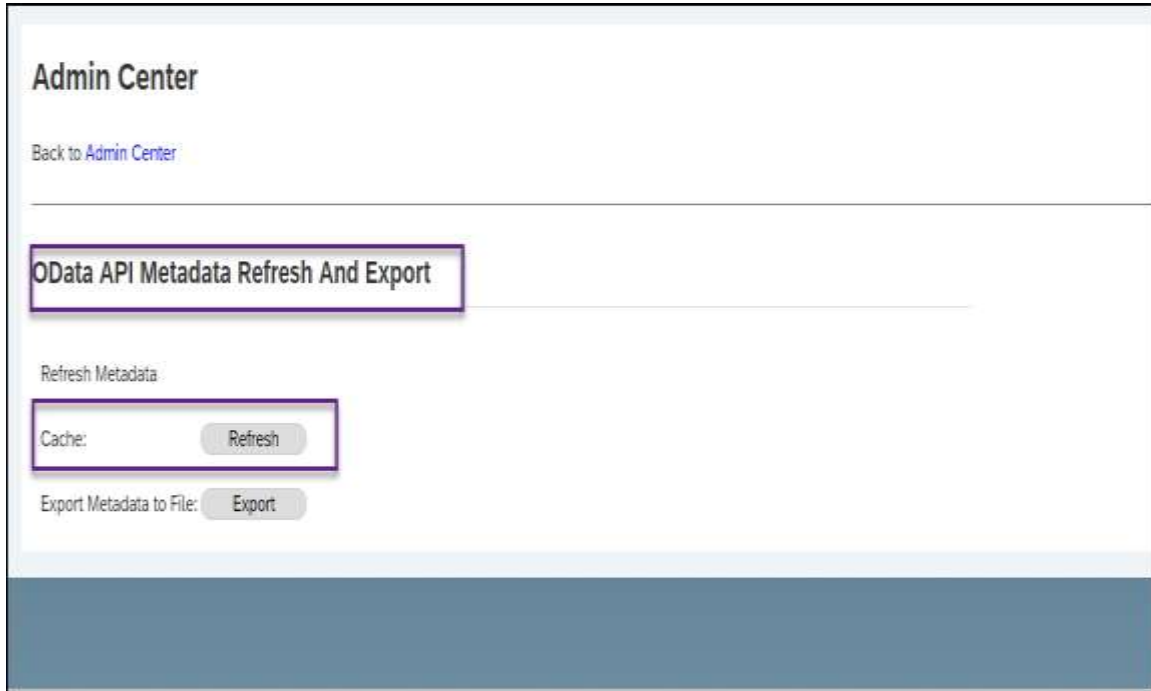 Admin Center
Back to Admin Center
OData API Metadata Refresh And Export
Refresh Metadata
Cache: Refresh
Export Metadata to File: Export